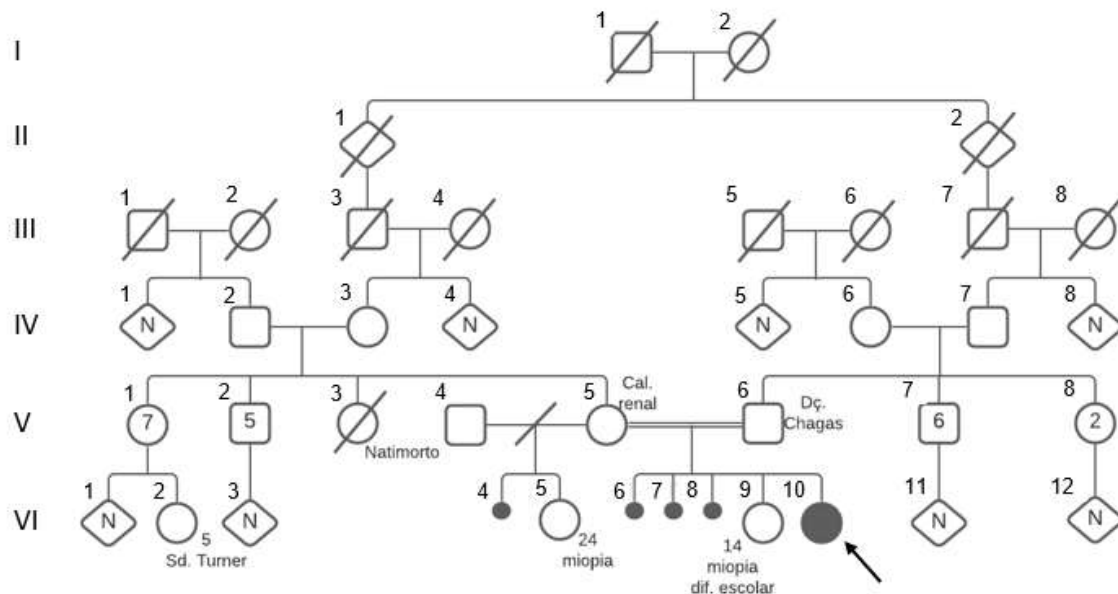 I
1 2
II
1 2
III
1 2 3 4 5 6 7 8
IV
1 2 3 4 5 6 7 8
N N N N
V
1 2 3 4 5 6 7 8
Cal.
renal
Dç.
Chagas
7 5 6 2
Natimorto
VI
1 2 3 4 5 6 7 8 9 10 11 12
N N N N
5
Sd. Turner
24
miopia
14
miopia
dif. escolar